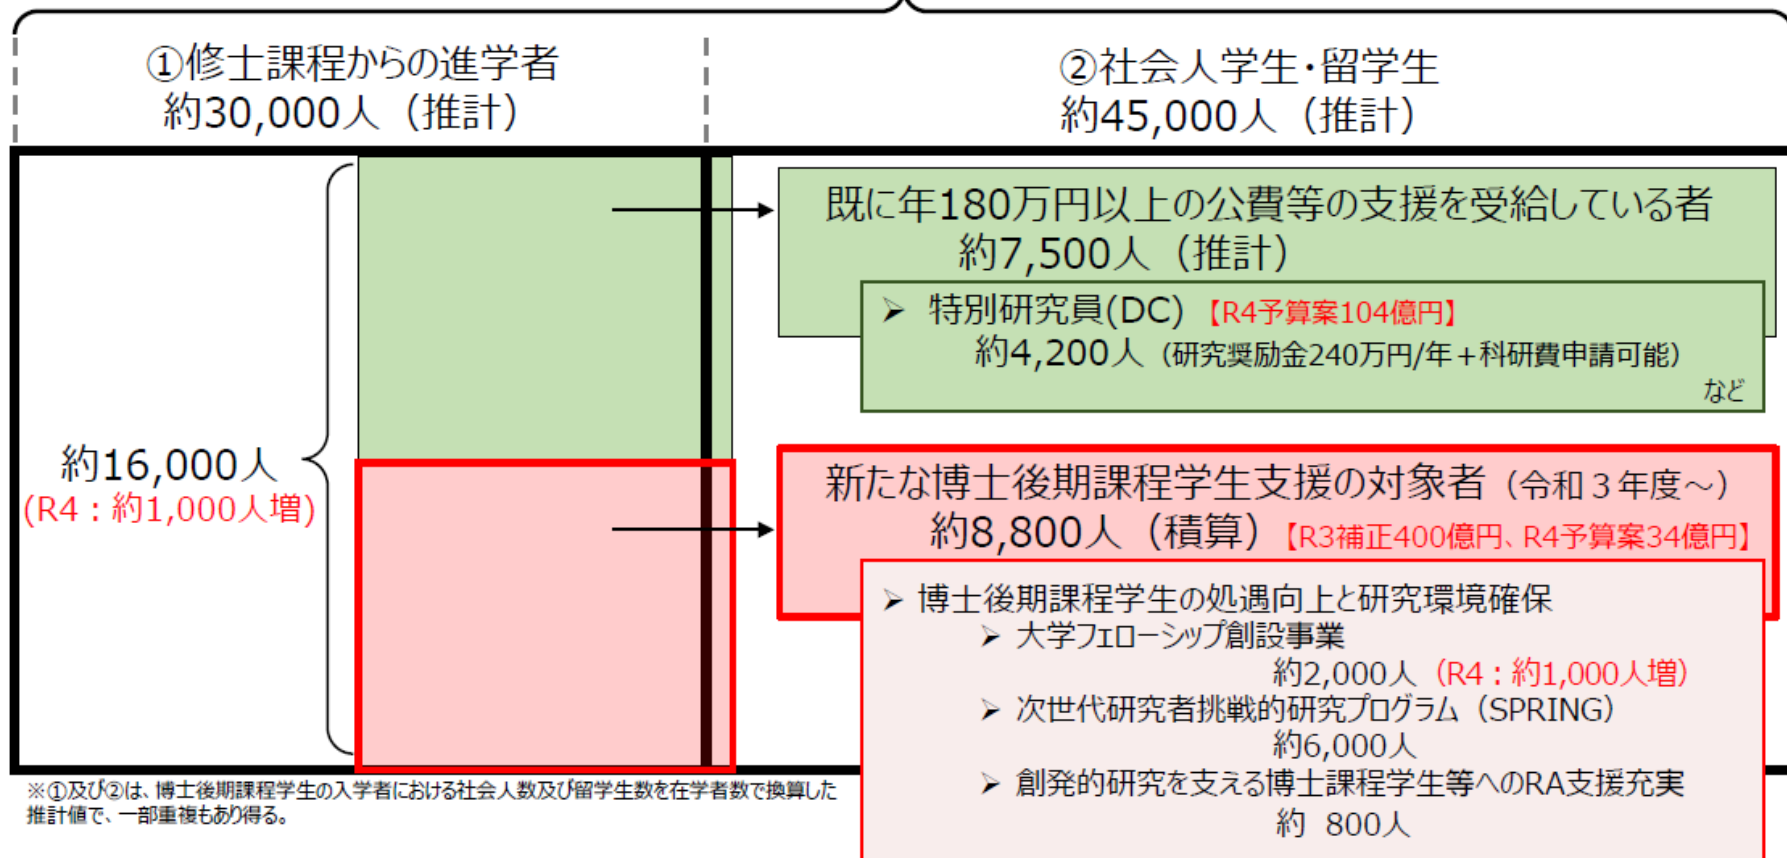 ①修士課程からの進学者
約30,000人（推計）
②社会人学生・留学生
約45,000人（推計）
既に年180万円以上の公費等の支援を受給している者
約7,500人（推計）
➢ 特別研究員(DC) 【R4予算案104億円】
約4,200人（研究奨励金240万円/年＋科研費申請可能）
など
約16,000人
(R4：約1,000人増)
新たな博士後期課程学生支援の対象者（令和３年度～）
約8,800人（積算）【R3補正400億円、R4予算案34億円】
➢ 博士後期課程学生の処遇向上と研究環境確保
➢ 大学フェローシップ創設事業
約2,000人（R4：約1,000人増）
➢ 次世代研究者挑戦的研究プログラム（SPRING）
約6,000人
➢ 創発的研究を支える博士課程学生等へのRA支援充実
約 800人
※①及び②は、博士後期課程学生の入学者における社会人数及び留学生数を在学者数で換算した
推計値で、一部重複もあり得る。